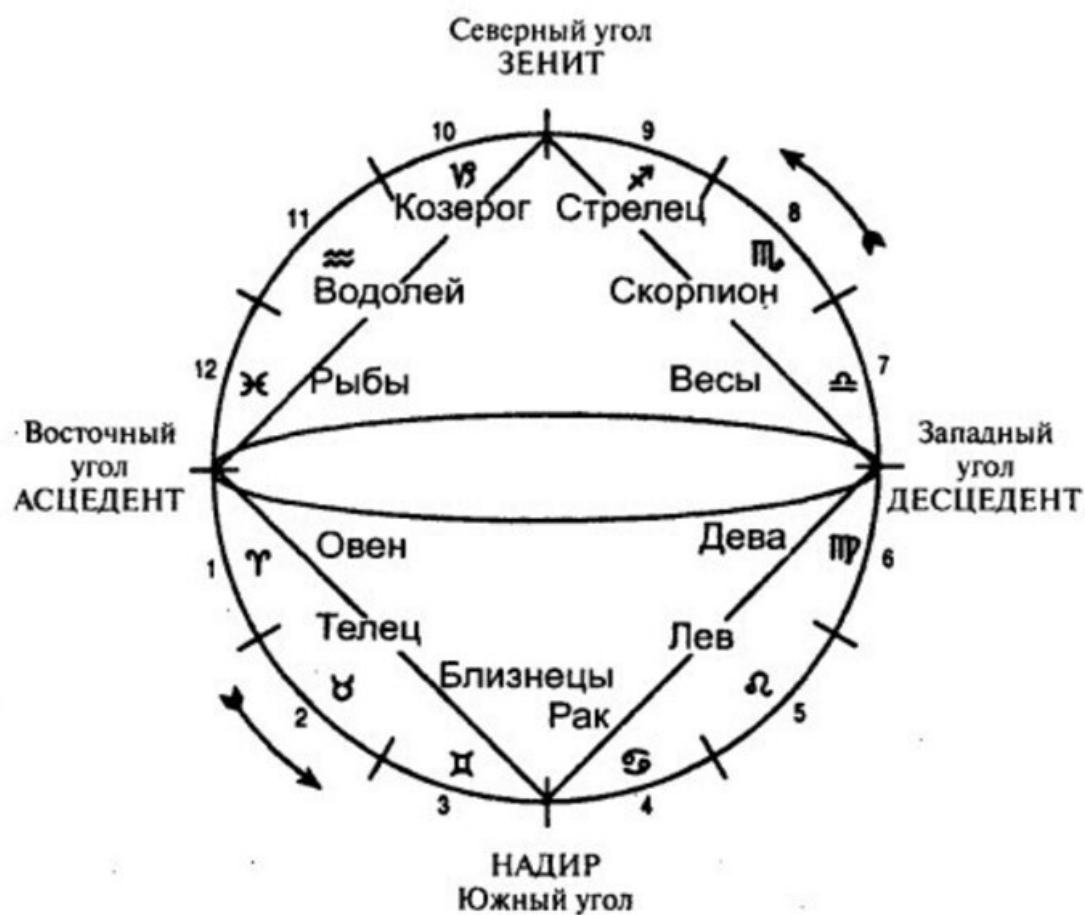 Северный угол
ЗЕНИТ
10
9
♑
♐
Козерог
Стрелец
11
8
♒
♏
Водолей
Скорпион
12
7
♓
Рыбы
Весы
♎
Восточный
угол
АСЦЕДЕНТ
Западный
угол
ДЕСЦЕДЕНТ
1
♈
Овен
Дева
♍
6
Телец
Лев
2
♉
Близнецы
♌
5
Рак
♊
♋
3
4
НАДИР
Южный угол